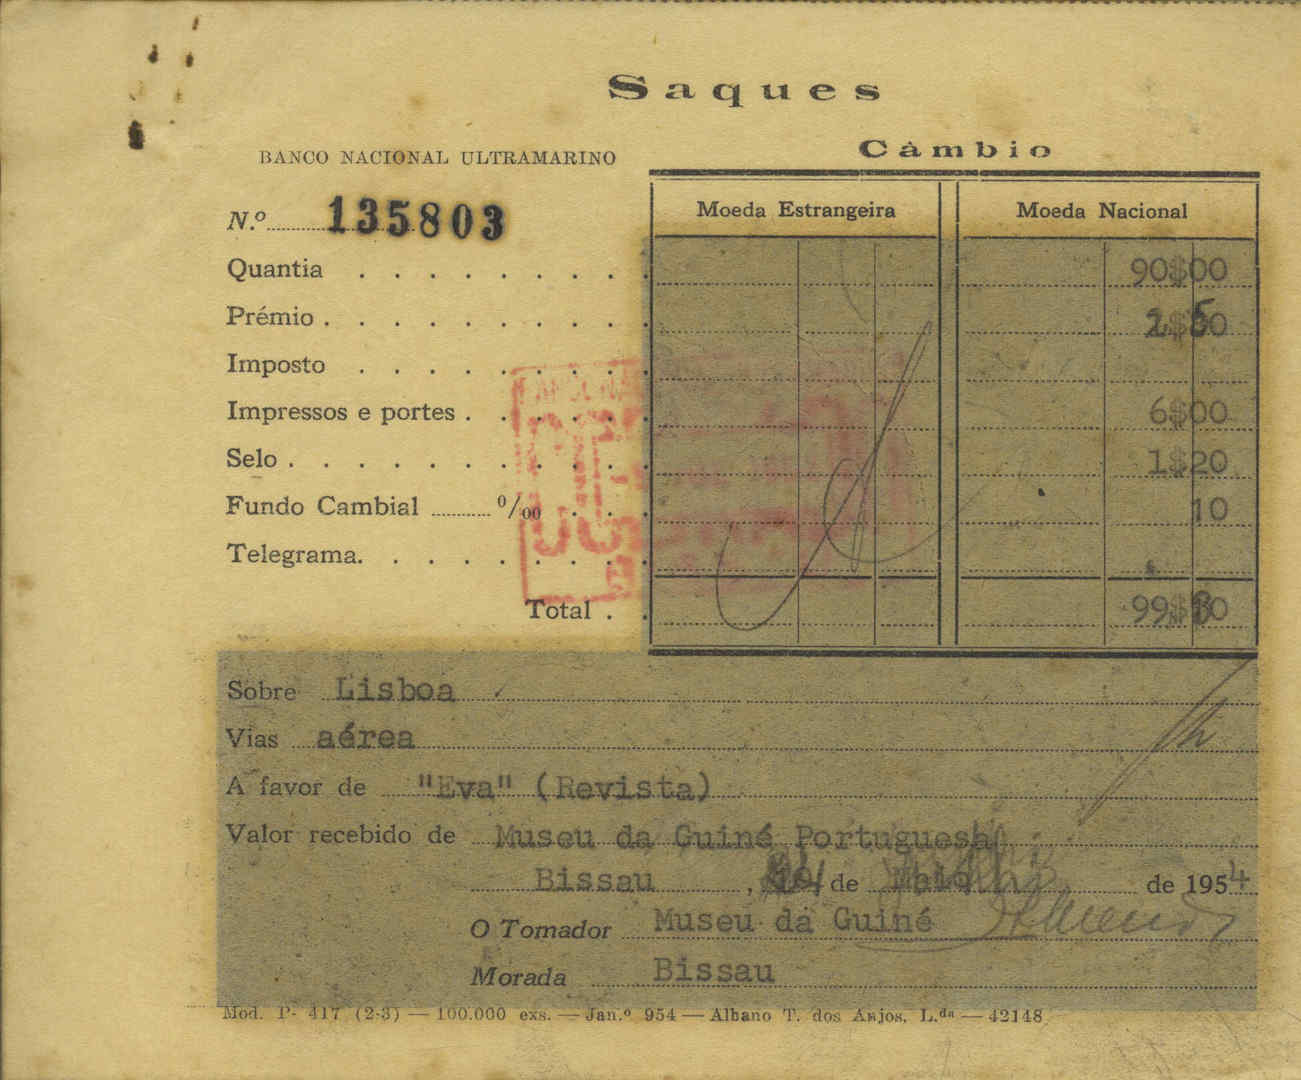 Saques
BANCO NACIONAL ULTRAMARINO
Câmbio
Moeda Estrangeira Moeda Nacional
N.º 135803
Quantia 90$00
Prémio
Imposto
Impressos e portes 6$00
Selo 1$20
Fundo Cambial %00 10
Telegrama
Total
Sobre Lisboa
Vias aérea
A favor de "Eva" (Revista)
Valor recebido de Museu da Guiné Portuguesa
Bissau, de de 1954
O Tomador Museu da Guiné
Morada Bissau
Mod. P- 417 (2-3) — 100.000 exs. — Jan.º 954 — Albano T. dos Anjos, L.da — 42148